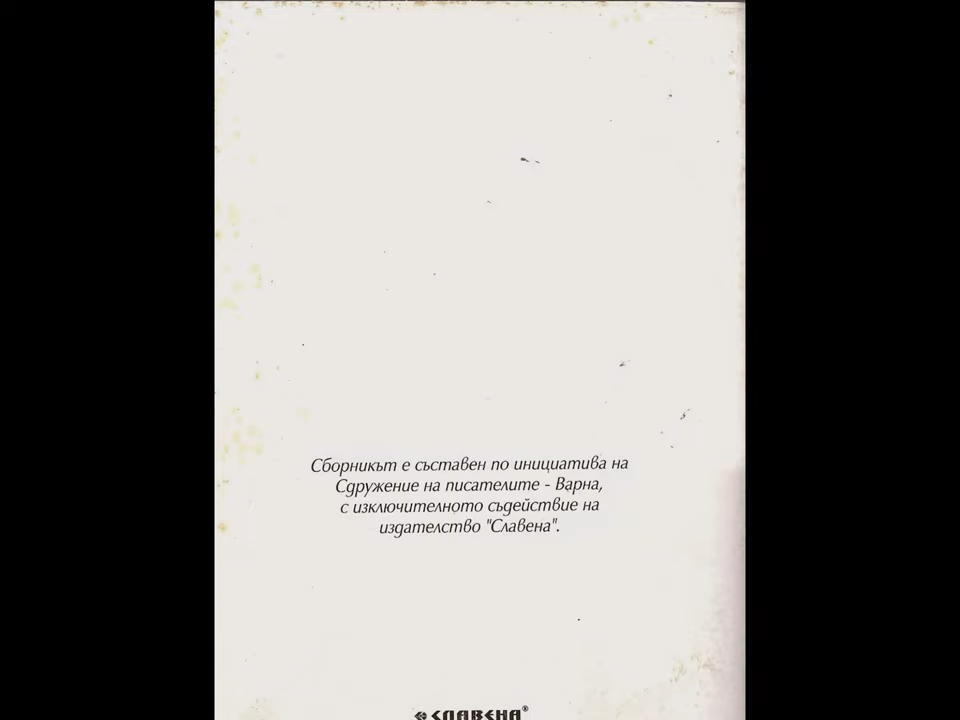 Сборникът е съставен по инициатива на
Сдружение на писателите - Варна,
с изключителното съдействие на
издателство "Славена".
СЛАВЕНА®